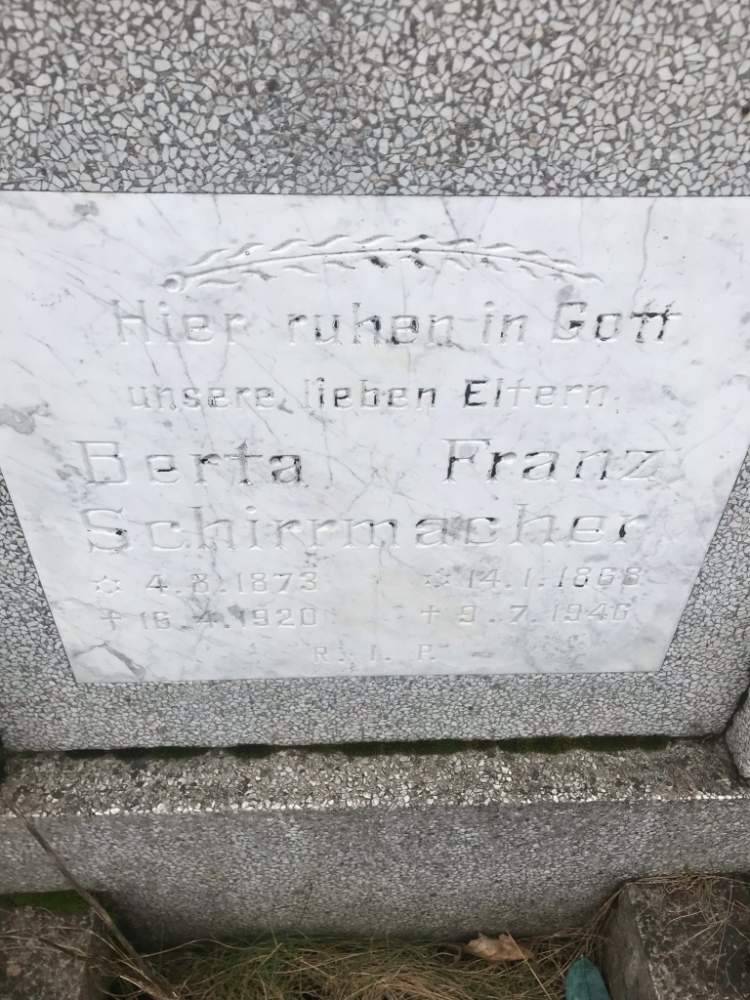 Hier ruhen in Gott
unsere lieben Eltern.
Berta Franz
Schirrmacher
☆ 4.8.1873 ☆ 14.1.1868
† 16.4.1920 † 9.7.1946
R. I. P.